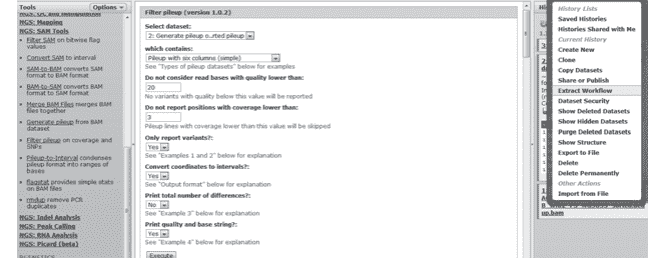 Tools
Options
NGS: Mapping
NGS: SAM Tools
Filter SAM on bitwise flag
values
Convert SAM to interval
SAM-to-BAM converts SAM
format to BAM format
BAM-to-SAM converts BAM
format to SAM format
Merge BAM Files merges BAM
files together
Generate pileup from BAM
dataset
Filter pileup on coverage and
SNPs
Pileup-to-Interval condenses
pileup format into ranges of
bases
flagstat provides simple stats
on BAM files
rmdup remove PCR
duplicates
NGS: Indel Analysis
NGS: Peak Calling
NGS: RNA Analysis
NGS: Picard (beta)
Filter pileup (version 1.0.2)
Select dataset:
2: Generate pileup o..rted pileup
which contains:
Pileup with six columns (simple)
See "Types of pileup datasets" below for examples
Do not consider read bases with quality lower than:
20
No variants with quality below this value will be reported
Do not report positions with coverage lower than:
3
Pileup lines with coverage lower than this value will be skipped
Only report variants?:
Yes
See "Examples 1 and 2" below for explanation
Convert coordinates to intervals?:
Yes
See "Output format" below for explanation
Print total number of differences?:
No
See "Example 3" below for explanation
Print quality and base string?:
Yes
See "Example 4" below for explanation
Execute
History Lists
Saved Histories
Histories Shared with Me
Current History
Create New
Clone
Copy Datasets
Share or Publish
Extract Workflow
Dataset Security
Show Deleted Datasets
Show Hidden Datasets
Purge Deleted Datasets
Show Structure
Export to File
Delete
Delete Permanently
Other Actions
Import from File
up.bam